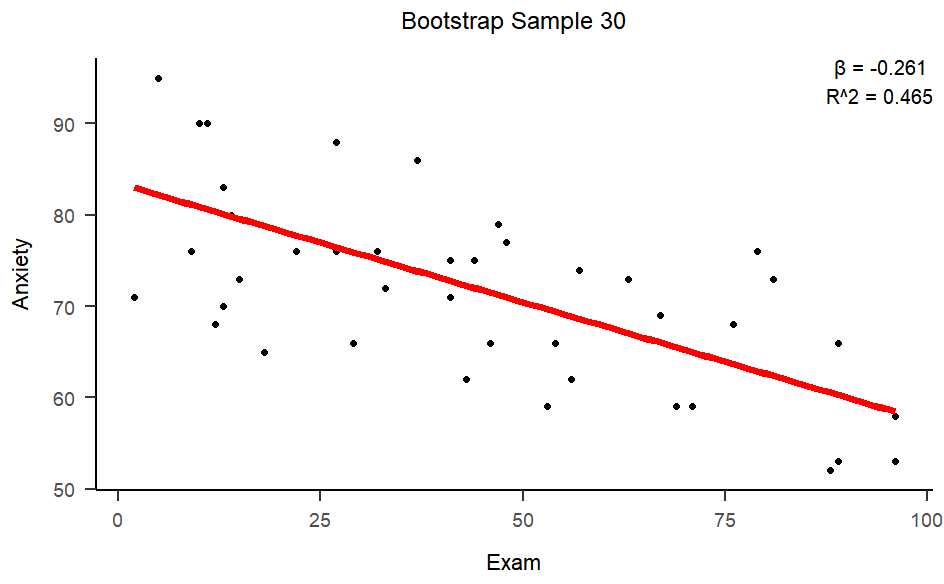 Bootstrap Sample 30
β = -0.261
R^2 = 0.465
90
80
70
60
50
Anxiety
0 25 50 75 100
Exam